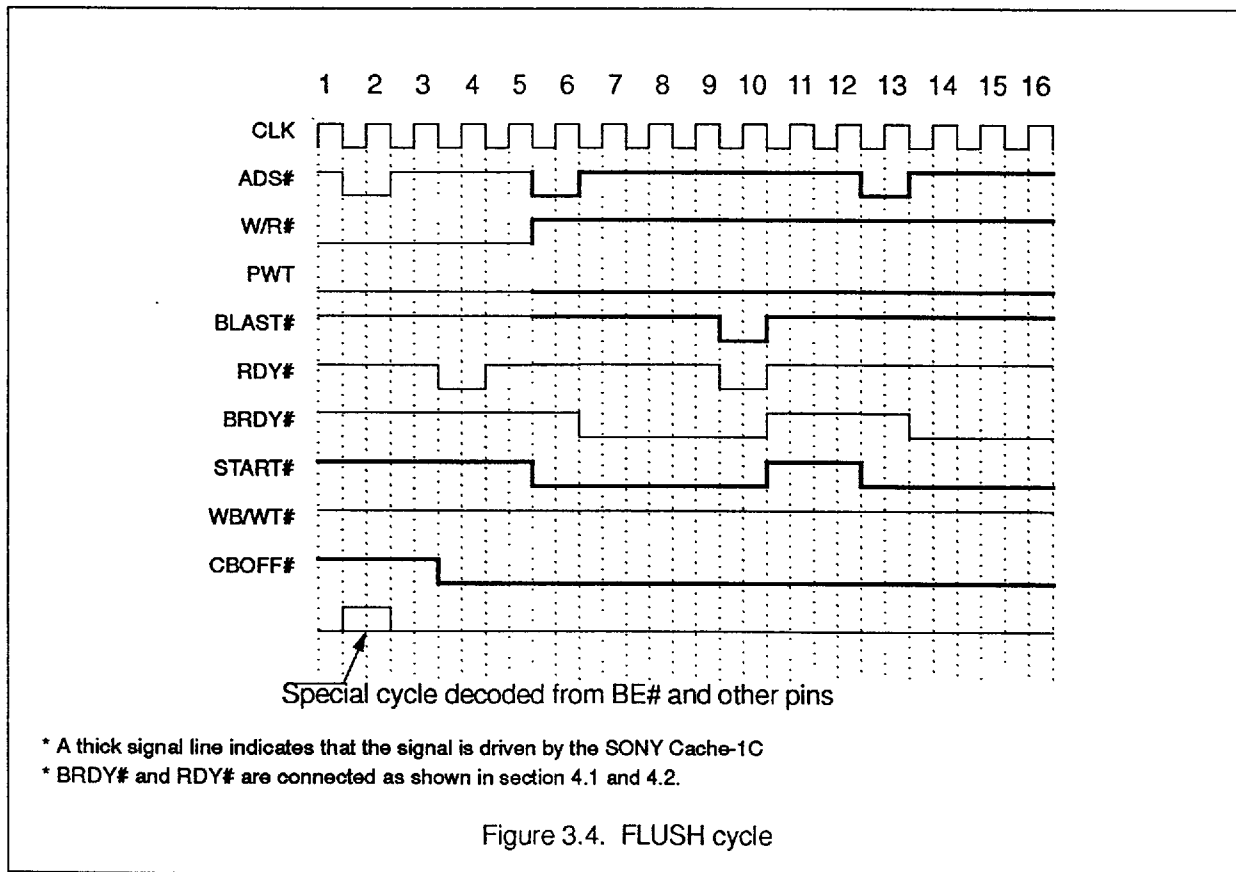 1 2 3 4 5 6 7 8 9 10 11 12 13 14 15 16
CLK
ADS#
W/R#
PWT
BLAST#
RDY#
BRDY#
START#
WB/WT#
CBOFF#
Special cycle decoded from BE# and other pins
* A thick signal line indicates that the signal is driven by the SONY Cache-1C
* BRDY# and RDY# are connected as shown in section 4.1 and 4.2.
Figure 3.4. FLUSH cycle